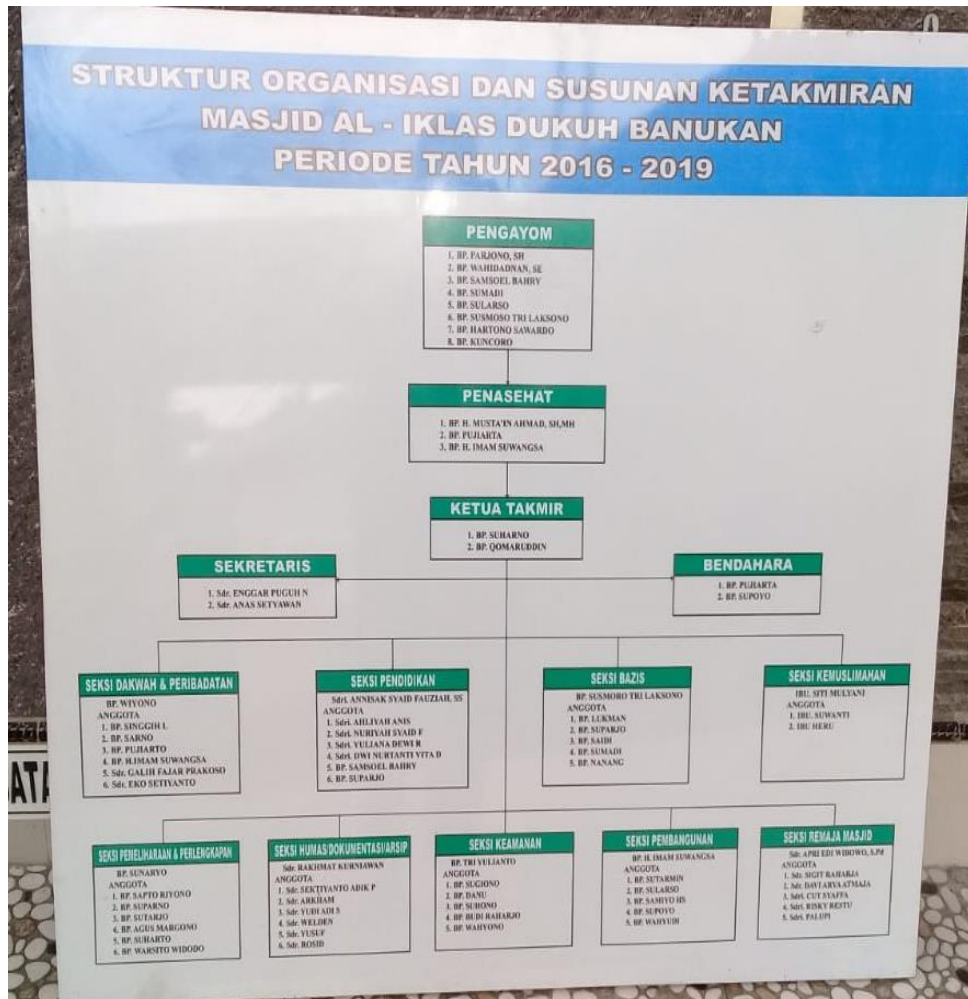 STRUKTUR ORGANISASI DAN SUSUNAN KETAKMIRAN
MASJID AL - IKLAS DUKUH BANUKAN
PERIODE TAHUN 2016 - 2019
PENGAYOM
1. BP. PARJONO, SH
2. BP. WAHIDADNAN, SE
3. BP. SAMSOEL BAHRY
4. BP. SUMADI
5. BP. SULARSO
6. BP. SUSMOSO TRI LAKSONO
7. BP. HARTONO SAWARDO
8. BP. KUNCORO
PENASEHAT
1. BP. H. MUSTA'IN AHMAD, SH,MH
2. BP. PUJIARTA
3. BP. H. IMAM SUWANGSA
KETUA TAKMIR
1. BP. SUHARNO
2. BP. QOMARUDDIN
SEKRETARIS
1. Sdr. ENGGAR PUGUH N
2. Sdr. ANAS SETYAWAN
BENDAHARA
1. BP. PUJIARTA
2. BP. SUPOYO
SEKSI DAKWAH & PERIBADATAN
BP. WIYONO
ANGGOTA
1. BP. SINGGIH L
2. BP. SARNO
3. BP. PUJIARTO
4. BP. H.IMAM SUWANGSA
5. Sdr. GALIH FAJAR PRAKOSO
6. Sdr. EKO SETIYANTO
SEKSI PENDIDIKAN
Sdri. ANNISAK SYAID FAUZIAH, SS
ANGGOTA
1. Sdri. AHLIYAH ANIS
2. Sdri. NURIYAH SYAID F
3. Sdri. YULIANA DEWI R
4. Sdri. DWI NURTANTI VITA D
5. BP. SAMSOEL BAHRY
6. BP. SUPARJO
SEKSI BAZIS
BP. SUSMORO TRI LAKSONO
ANGGOTA
1. BP. LUKMAN
2. BP. SUPARJO
3. BP. SAIDI
4. BP. SUMADI
5. BP. NANANG
SEKSI KEMUSLIMAHAN
IBU. SITI MULYANI
ANGGOTA
1. IBU. SUWANTI
2. IBU HERU
SEKSI PEMELIHARAAN & PERLENGKAPAN
BP. SUNARYO
ANGGOTA
1. BP. SAPTO RIYONO
2. BP. SUPARNO
3. BP. SUTARJO
4. BP. AGUS MARGONO
5. BP. SUHARTO
6. BP. WARSITO WIDODO
SEKSI HUMAS/DOKUMENTASI/ARSIP
Sdr. RAKHMAT KURNIAWAN
ANGGOTA
1. Sdr. SEKTIYANTO ADIK P
2. Sdr. ARKHAM
3. Sdr. YUDI ADI S
4. Sdr. WELDEN
5. Sdr. YUSUF
6. Sdr. ROSID
SEKSI KEAMANAN
BP. TRI YULIANTO
ANGGOTA
1. BP. SUGIONO
2. BP. DANU
3. BP. SUHONO
4. BP. BUDI RAHARJO
5. BP. WAHYONO
SEKSI PEMBANGUNAN
BP. H. IMAM SUWANGSA
ANGGOTA
1. BP. SUTARMIN
2. BP. SULARSO
3. BP. SAMIYO HS
4. BP. SUPOYO
5. BP. WAHYUDI
SEKSI REMAJA MASJID
Sdr. APRI EDI WIBOWO, S.Pd
ANGGOTA
1. Sdr. SIGIT RAHARJA
2. Sdr. DAVI ARYA ATMAJA
3. Sdri. CUT SYAFFA
4. Sdri. RISKY RESTU
5. Sdri. PALUPI
ATA